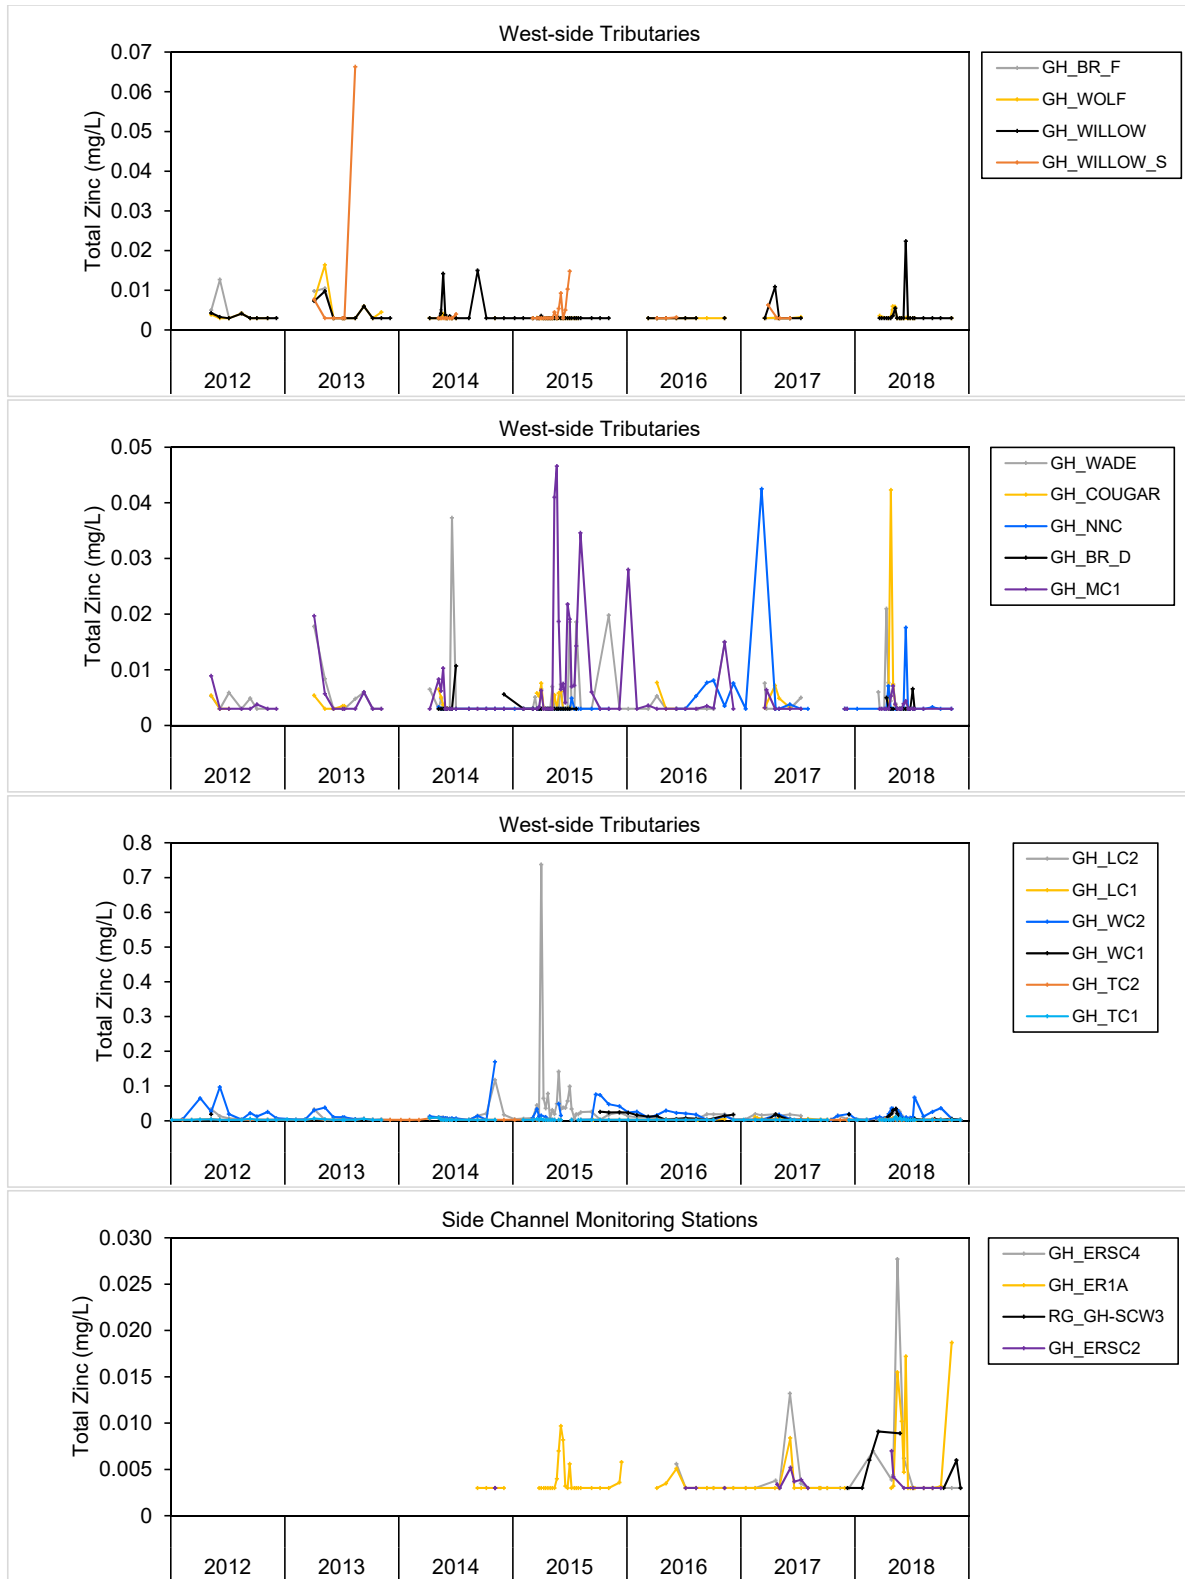 West-side Tributaries
Total Zinc (mg/L)
0.07
0.06
0.05
0.04
0.03
0.02
0.01
0
2012 2013 2014 2015 2016 2017 2018
GH_BR_F
GH_WOLF
GH_WILLOW
GH_WILLOW_S
West-side Tributaries
Total Zinc (mg/L)
0.05
0.04
0.03
0.02
0.01
0
2012 2013 2014 2015 2016 2017 2018
GH_WADE
GH_COUGAR
GH_NNC
GH_BR_D
GH_MC1
West-side Tributaries
Total Zinc (mg/L)
0.8
0.7
0.6
0.5
0.4
0.3
0.2
0.1
0
2012 2013 2014 2015 2016 2017 2018
GH_LC2
GH_LC1
GH_WC2
GH_WC1
GH_TC2
GH_TC1
Side Channel Monitoring Stations
Total Zinc (mg/L)
0.030
0.025
0.020
0.015
0.010
0.005
0
2012 2013 2014 2015 2016 2017 2018
GH_ERSC4
GH_ER1A
RG_GH-SCW3
GH_ERSC2